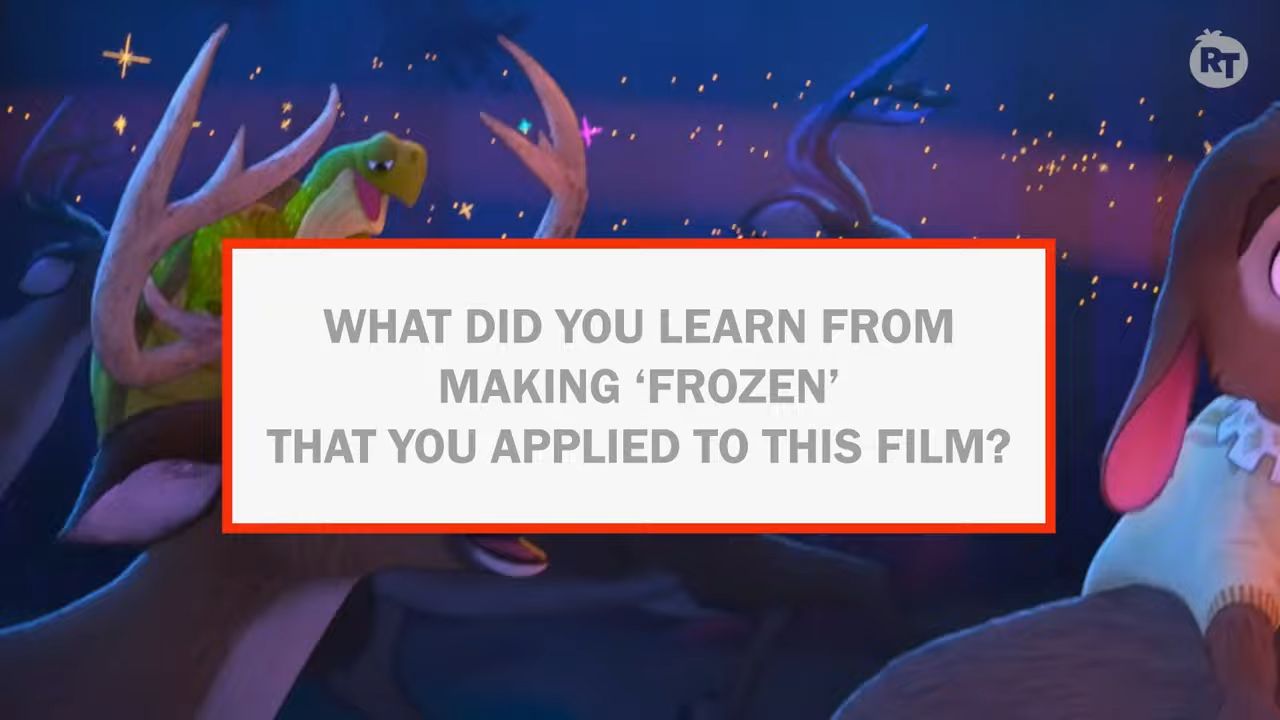 RT
WHAT DID YOU LEARN FROM
MAKING ‘FROZEN’
THAT YOU APPLIED TO THIS FILM?